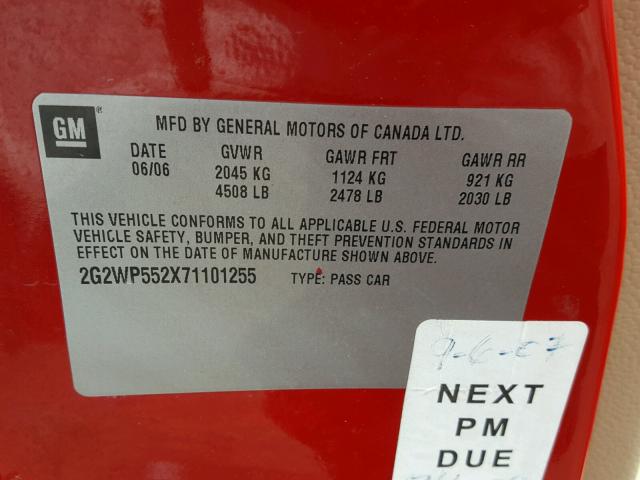 GM
MFD BY GENERAL MOTORS OF CANADA LTD.
DATE GVWR GAWR FRT GAWR RR
06/06 2045 KG 1124 KG 921 KG
4508 LB 2478 LB 2030 LB
THIS VEHICLE CONFORMS TO ALL APPLICABLE U.S. FEDERAL MOTOR
VEHICLE SAFETY, BUMPER, AND THEFT PREVENTION STANDARDS IN
EFFECT ON THE DATE OF MANUFACTURE SHOWN ABOVE.
2G2WP552X71101255 TYPE: PASS CAR
9-6-07
NEXT
PM
DUE